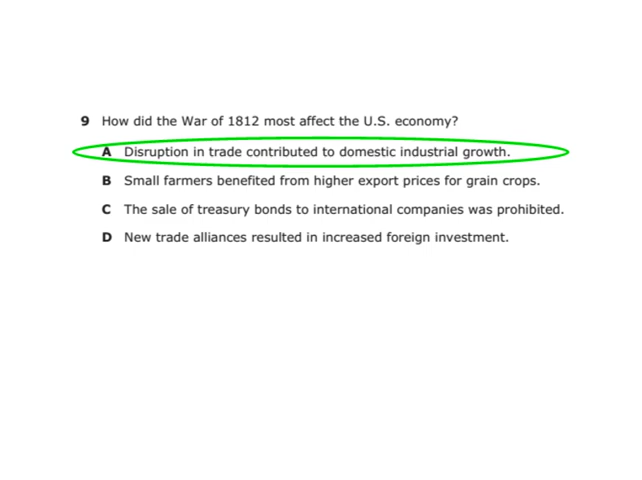 9 How did the War of 1812 most affect the U.S. economy?
A Disruption in trade contributed to domestic industrial growth.
B Small farmers benefited from higher export prices for grain crops.
C The sale of treasury bonds to international companies was prohibited.
D New trade alliances resulted in increased foreign investment.